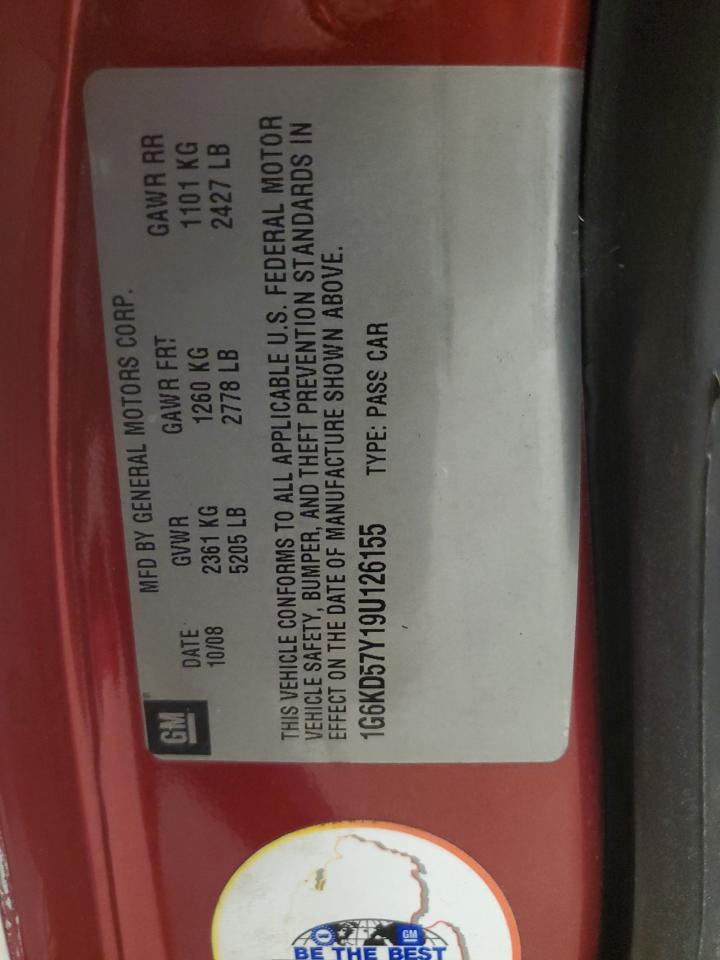 GM
MFD BY GENERAL MOTORS CORP.
DATE GVWR GAWR FRT GAWR RR
10/08 2361 KG 1260 KG 1101 KG
5205 LB 2778 LB 2427 LB
THIS VEHICLE CONFORMS TO ALL APPLICABLE U.S. FEDERAL MOTOR
VEHICLE SAFETY, BUMPER, AND THEFT PREVENTION STANDARDS IN
EFFECT ON THE DATE OF MANUFACTURE SHOWN ABOVE.
1G6KD57Y19U126155 TYPE: PASS CAR
GM
BE THE BEST